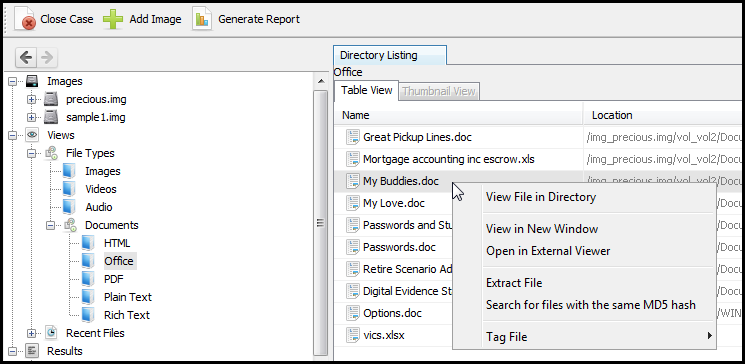 Close Case Add Image Generate Report
Directory Listing
Office
Table View Thumbnail View
Name Location
Images
precious.img
sample1.img
Views
File Types
Images
Videos
Audio
Documents
HTML
Office
PDF
Plain Text
Rich Text
Recent Files
Results
Great Pickup Lines.doc /img_precious.img/vol_vol2/Docu
Mortgage accounting inc escrow.xls /img_precious.img/vol_vol2/Docu
My Buddies.doc /img_precious.img/vol_vol2/Docu
My Love.doc
Passwords and Stu
Passwords.doc
Retire Scenario Ad
Digital Evidence St
Options.doc
vics.xlsx
View File in Directory
View in New Window
Open in External Viewer
Extract File
Search for files with the same MD5 hash
Tag File